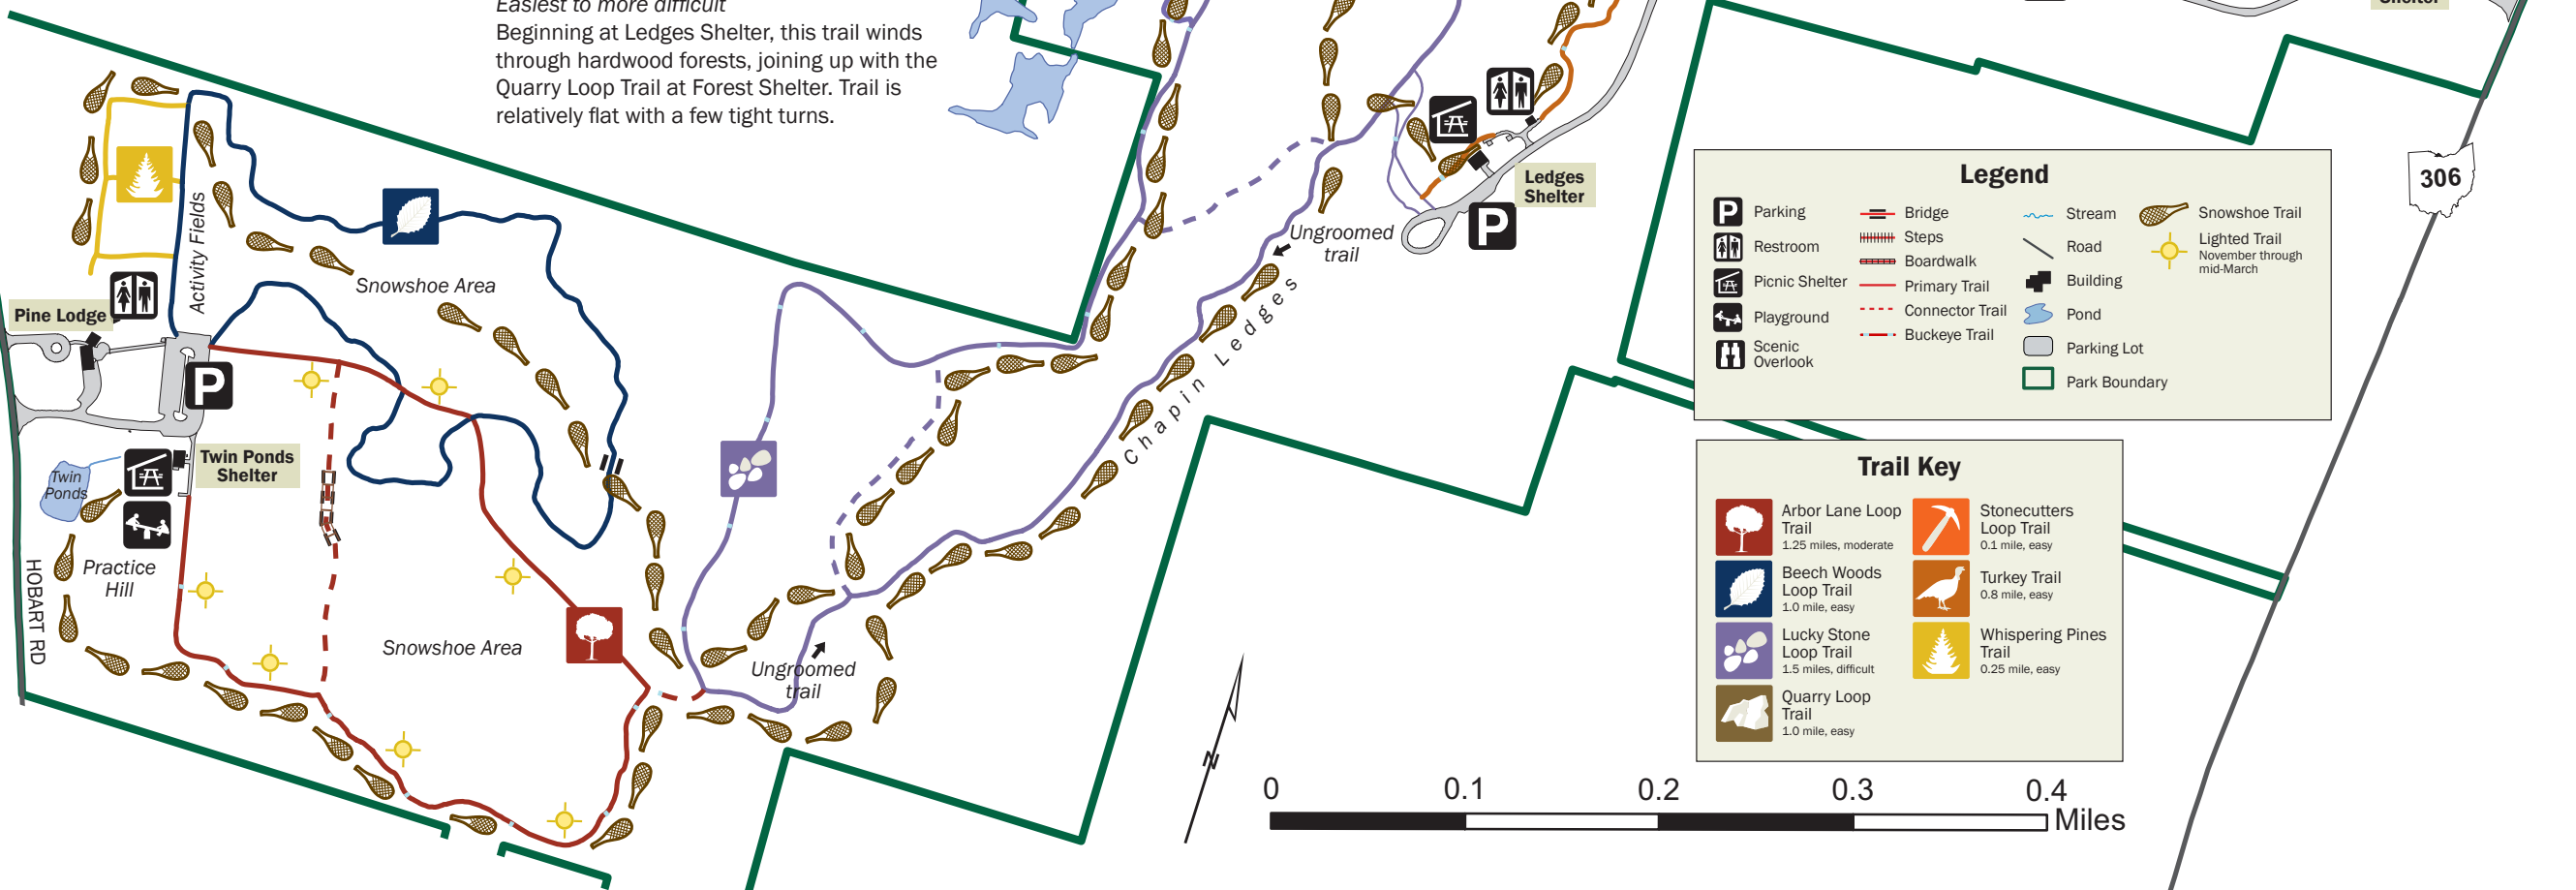 Easiest to more difficult
Beginning at Ledges Shelter, this trail winds
through hardwood forests, joining up with the
Quarry Loop Trail at Forest Shelter. Trail is
relatively flat with a few tight turns.
Shelter
306
Activity Fields
Snowshoe Area
Pine Lodge
P
Twin Ponds
Shelter
Twin
Ponds
Practice
Hill
HOBART RD
Snowshoe Area
Ungroomed
trail
Chapin Ledges
Ungroomed
trail
Ledges
Shelter
P
Legend
P Parking
Restroom
Picnic Shelter
Playground
Scenic
Overlook
Bridge
Steps
Boardwalk
Primary Trail
Connector Trail
Buckeye Trail
Stream
Road
Building
Pond
Parking Lot
Park Boundary
Snowshoe Trail
Lighted Trail
November through
mid-March
Trail Key
Arbor Lane Loop
Trail
1.25 miles, moderate
Beech Woods
Loop Trail
1.0 mile, easy
Lucky Stone
Loop Trail
1.5 miles, difficult
Quarry Loop
Trail
1.0 mile, easy
Stonecutters
Loop Trail
0.1 mile, easy
Turkey Trail
0.8 mile, easy
Whispering Pines
Trail
0.25 mile, easy
N
0 0.1 0.2 0.3 0.4
Miles